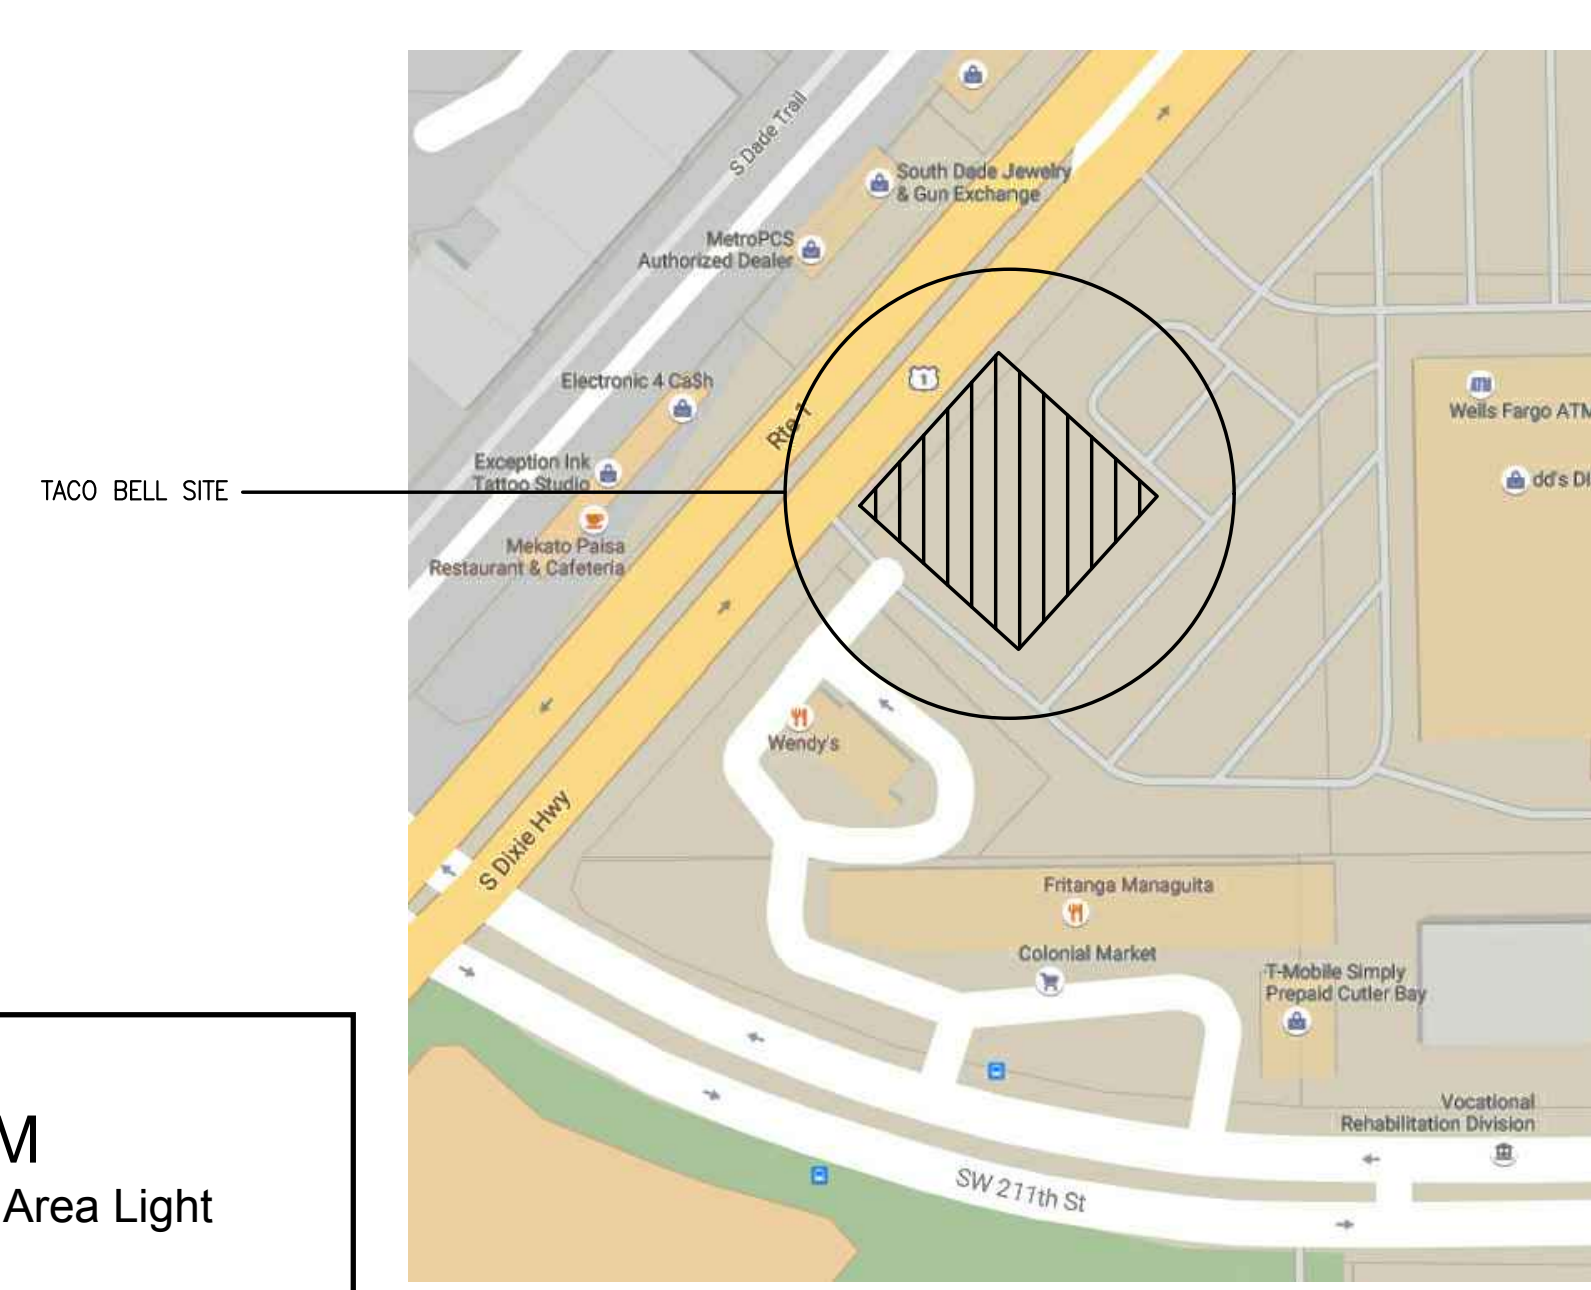 S Dade Trail
South Dade Jewelry
& Gun Exchange
MetroPCS
Authorized Dealer
1
Electronic 4 Ca$h
Wells Fargo ATM
Rte 1
Exception Ink
Tattoo Studio
dd's DI
TACO BELL SITE
Mekato Paisa
Restaurant & Cafeteria
Wendy's
S Dixie Hwy
Fritanga Managuita
Colonial Market
T-Mobile Simply
Prepaid Cutler Bay
Vocational
Rehabilitation Division
M
Area Light
SW 211th St